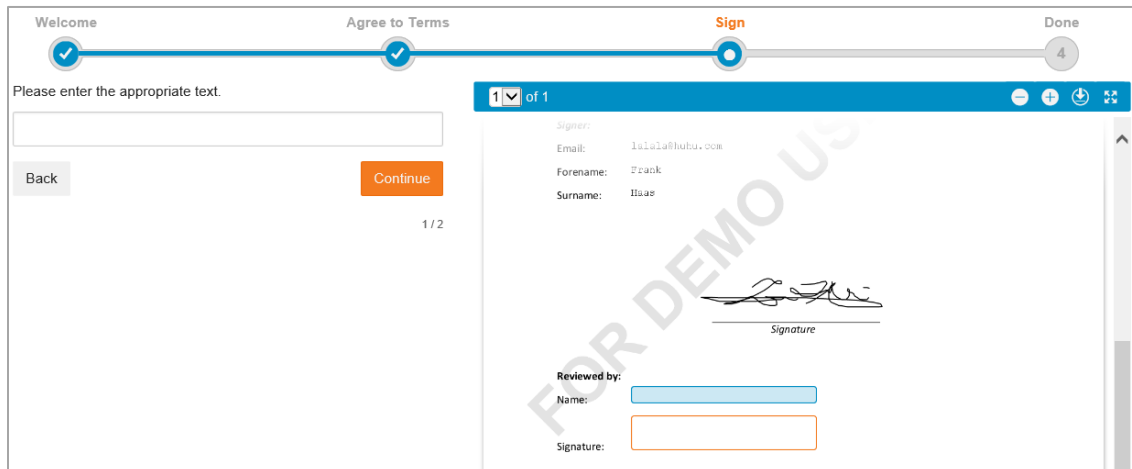 Welcome
Agree to Terms
Sign
Done
4
Please enter the appropriate text.
Back
Continue
1 / 2
1 of 1
Signer:
Email: lalala@huhu.com
Forename: Frank
Surname: Haas
Signature
Reviewed by:
Name:
Signature:
FOR DEMO US